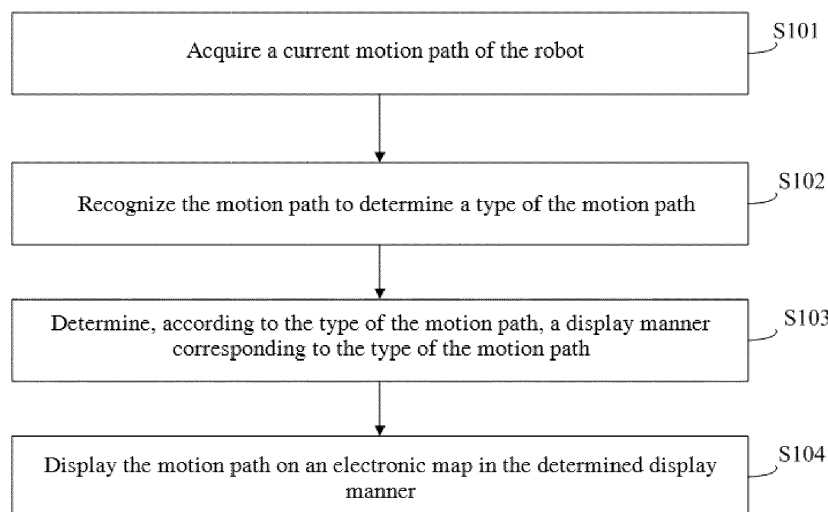 S101
Acquire a current motion path of the robot
S102
Recognize the motion path to determine a type of the motion path
S103
Determine, according to the type of the motion path, a display manner
corresponding to the type of the motion path
S104
Display the motion path on an electronic map in the determined display
manner